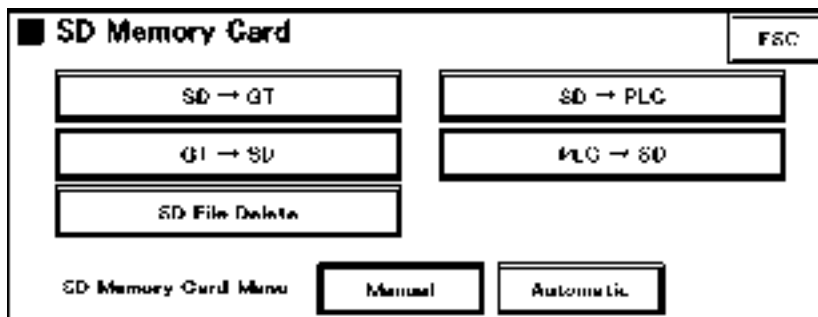 ■ SD Memory Card ESC
SD → GT SD → PLC
GT → SD PLC → SD
SD File Delete
SD Memory Card Menu Manual Automatic